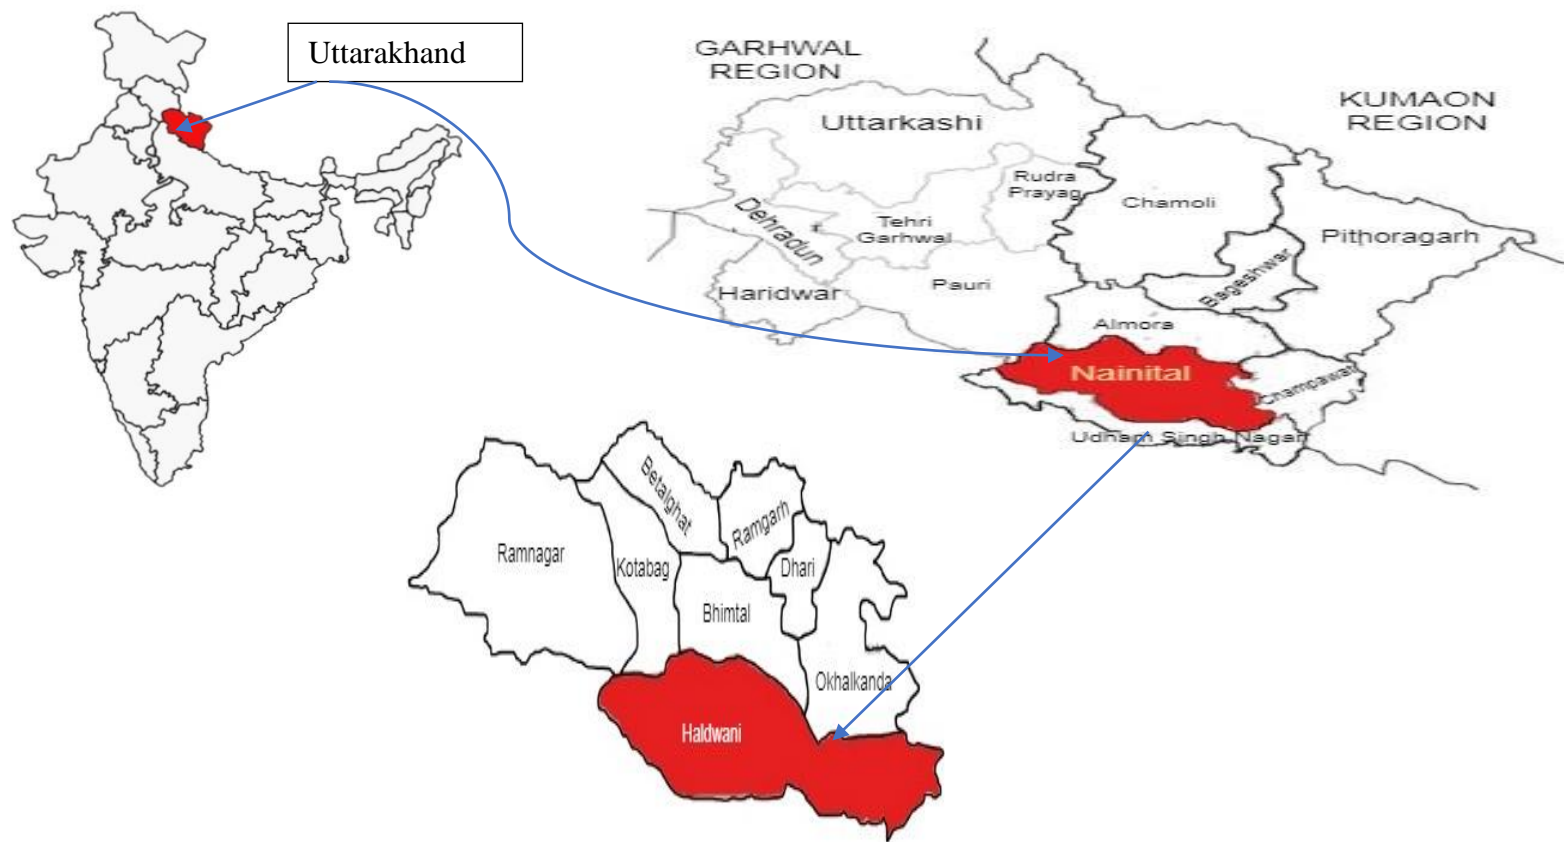 Uttarakhand
GARHWAL
REGION
KUMAON
REGION
Uttarkashi
Rudra
Prayag
Chamoli
Dehradun
Tehri
Garhwal
Pithoragarh
Bageshwar
Pauri
Haridwar
Almora
Nainital
Champawat
Udham Singh Nagar
Betalghat
Ramgarh
Ramnagar
Kotabag
Dhari
Bhimtal
Okhalkanda
Haldwani